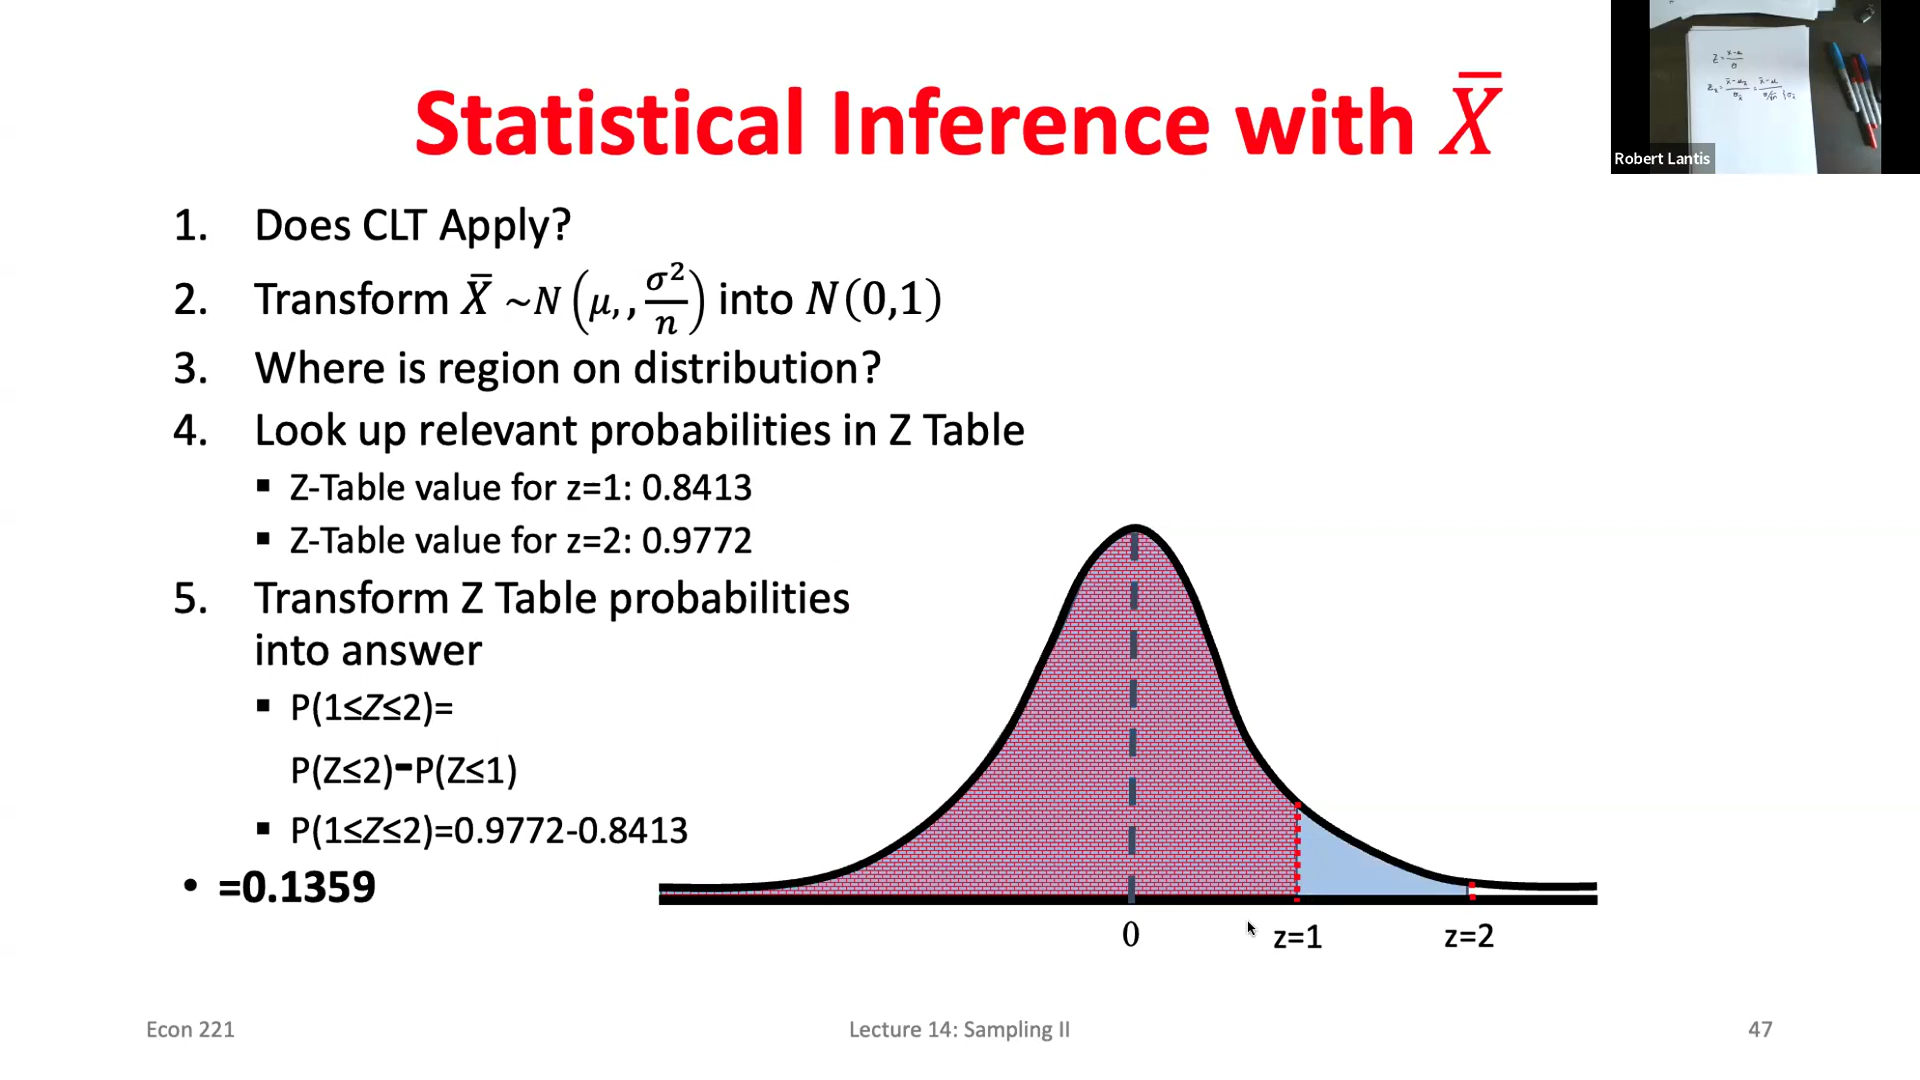 Statistical Inference with X̄
1. Does CLT Apply?
2. Transform X̄ ~N(μ, , σ²/n) into N(0,1)
3. Where is region on distribution?
4. Look up relevant probabilities in Z Table
▪ Z-Table value for z=1: 0.8413
▪ Z-Table value for z=2: 0.9772
5. Transform Z Table probabilities
into answer
▪ P(1≤Z≤2)=
P(Z≤2)-P(Z≤1)
▪ P(1≤Z≤2)=0.9772-0.8413
• =0.1359
0
z=1
z=2
Econ 221
Lecture 14: Sampling II
47
Robert Lantis